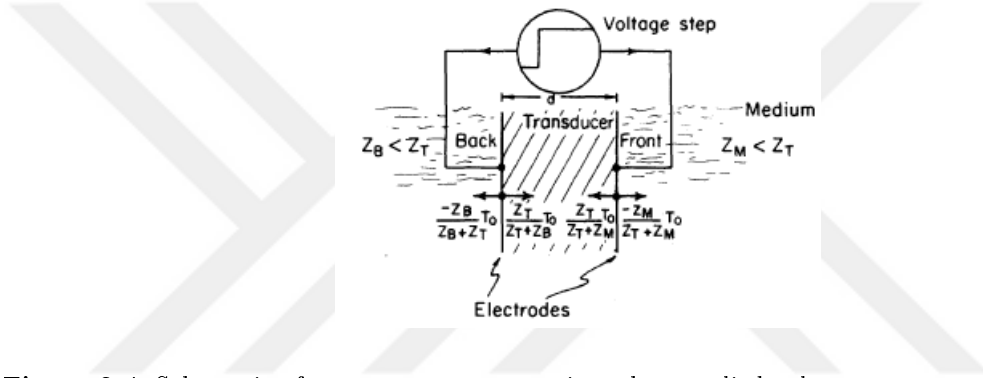 Voltage step
d
Medium
Transducer
Z_B < Z_T
Back
Front
Z_M < Z_T
-Z_B/(Z_B+Z_T) T_0
Z_T/(Z_T+Z_B) T_0
Z_T/(Z_T+Z_M) T_0
-Z_M/(Z_T+Z_M) T_0
Electrodes